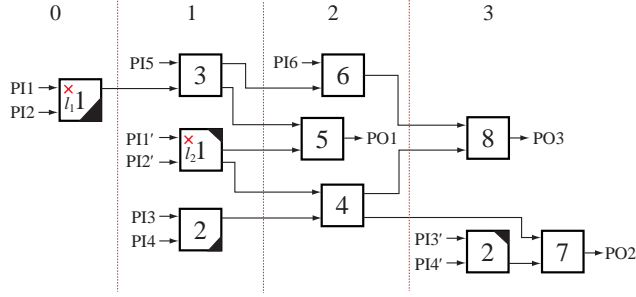 0 1 2 3
PI5 3 PI6 6
PI1 × l₁ 1
PI2
PI1′ × l₂ 1 5 PO1 8 PO3
PI2′
4
PI3 2
PI4
PI3′ 2 7 PO2
PI4′